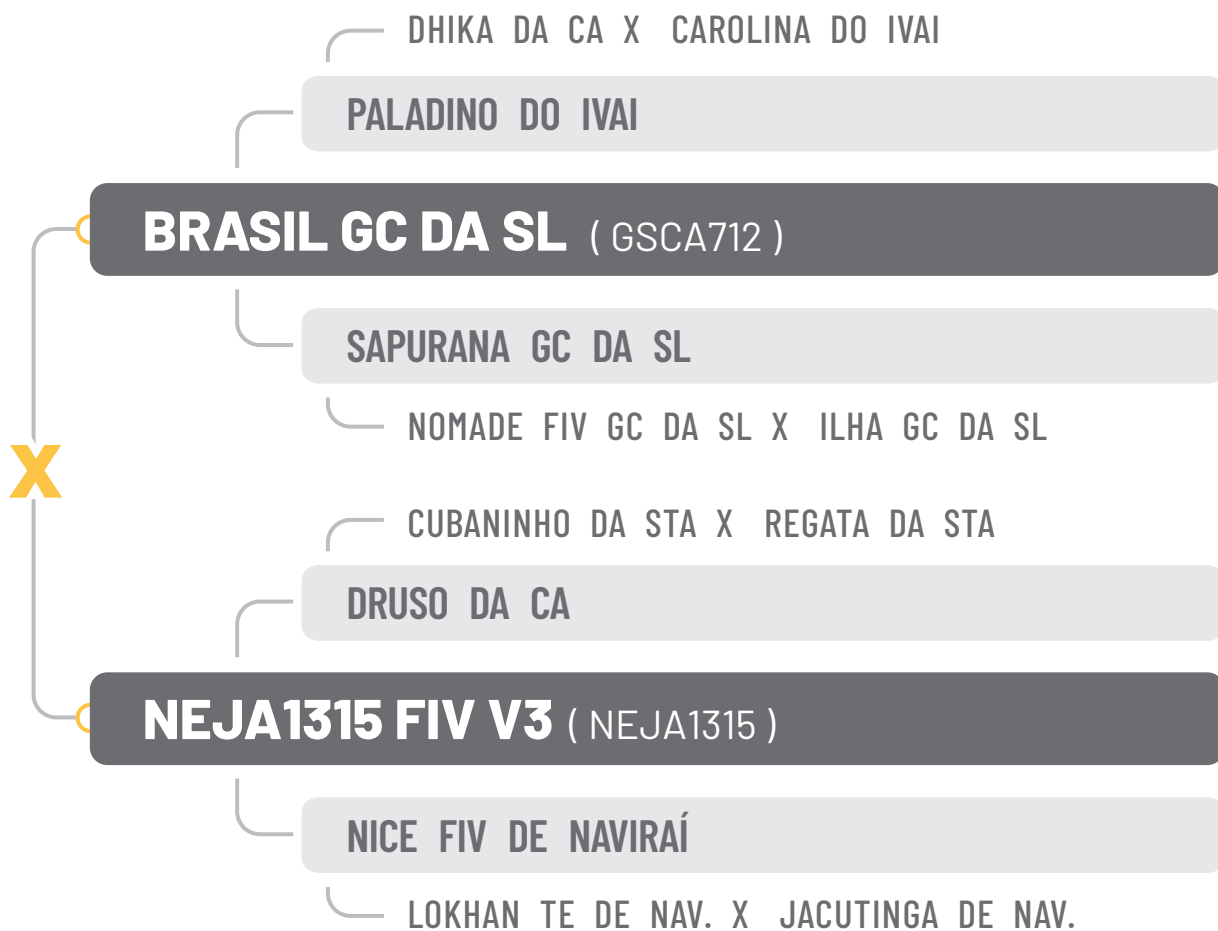 DHIKA DA CA X CAROLINA DO IVAI
PALADINO DO IVAI
BRASIL GC DA SL ( GSCA712 )
SAPURANA GC DA SL
NOMADE FIV GC DA SL X ILHA GC DA SL
X
CUBANINHO DA STA X REGATA DA STA
DRUSO DA CA
NEJA1315 FIV V3 ( NEJA1315 )
NICE FIV DE NAVIRAÍ
LOKHAN TE DE NAV. X JACUTINGA DE NAV.